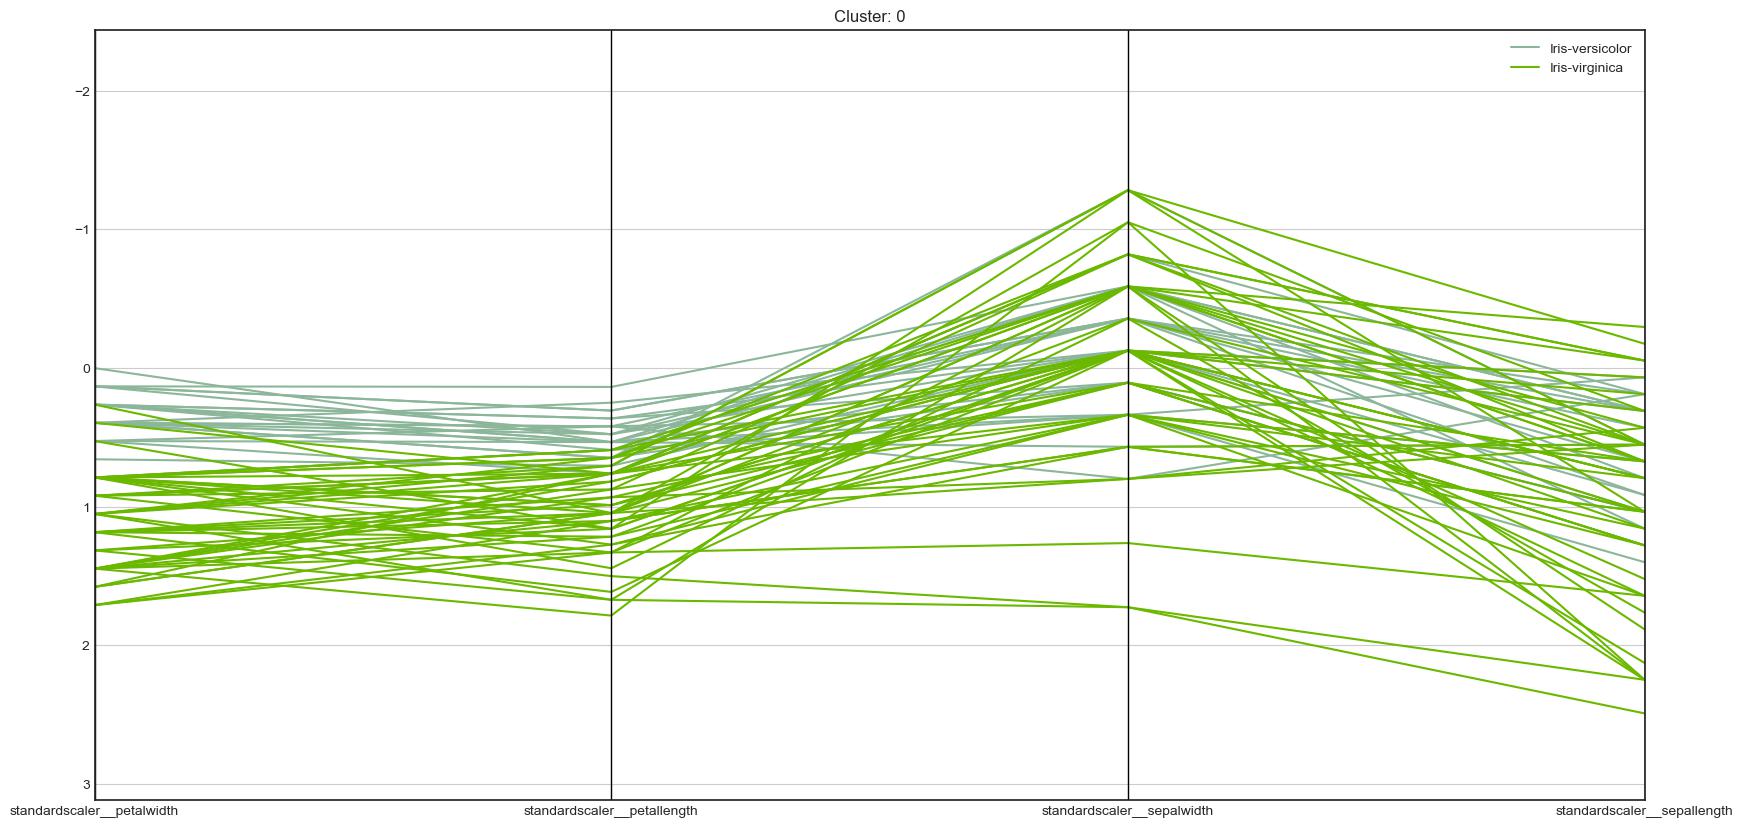 Cluster: 0
Iris-versicolor
Iris-virginica
−2
−1
0
1
2
3
standardscaler__petalwidth
standardscaler__petallength
standardscaler__sepalwidth
standardscaler__sepallength